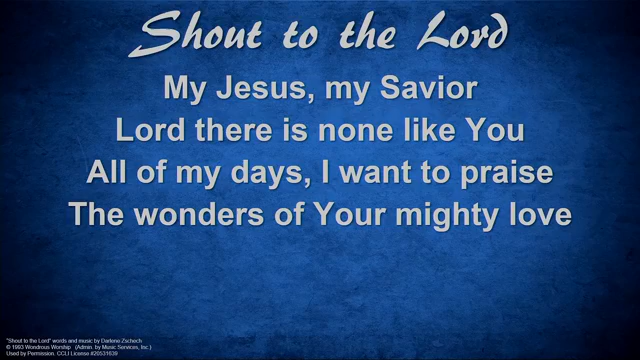 Shout to the Lord
My Jesus, my Savior
Lord there is none like You
All of my days, I want to praise
The wonders of Your mighty love
"Shout to the Lord" words and music by Darlene Zschech
© 1993 Wondrous Worship (Admin. by Music Services, Inc.)
Used by Permission. CCLI License #20531639